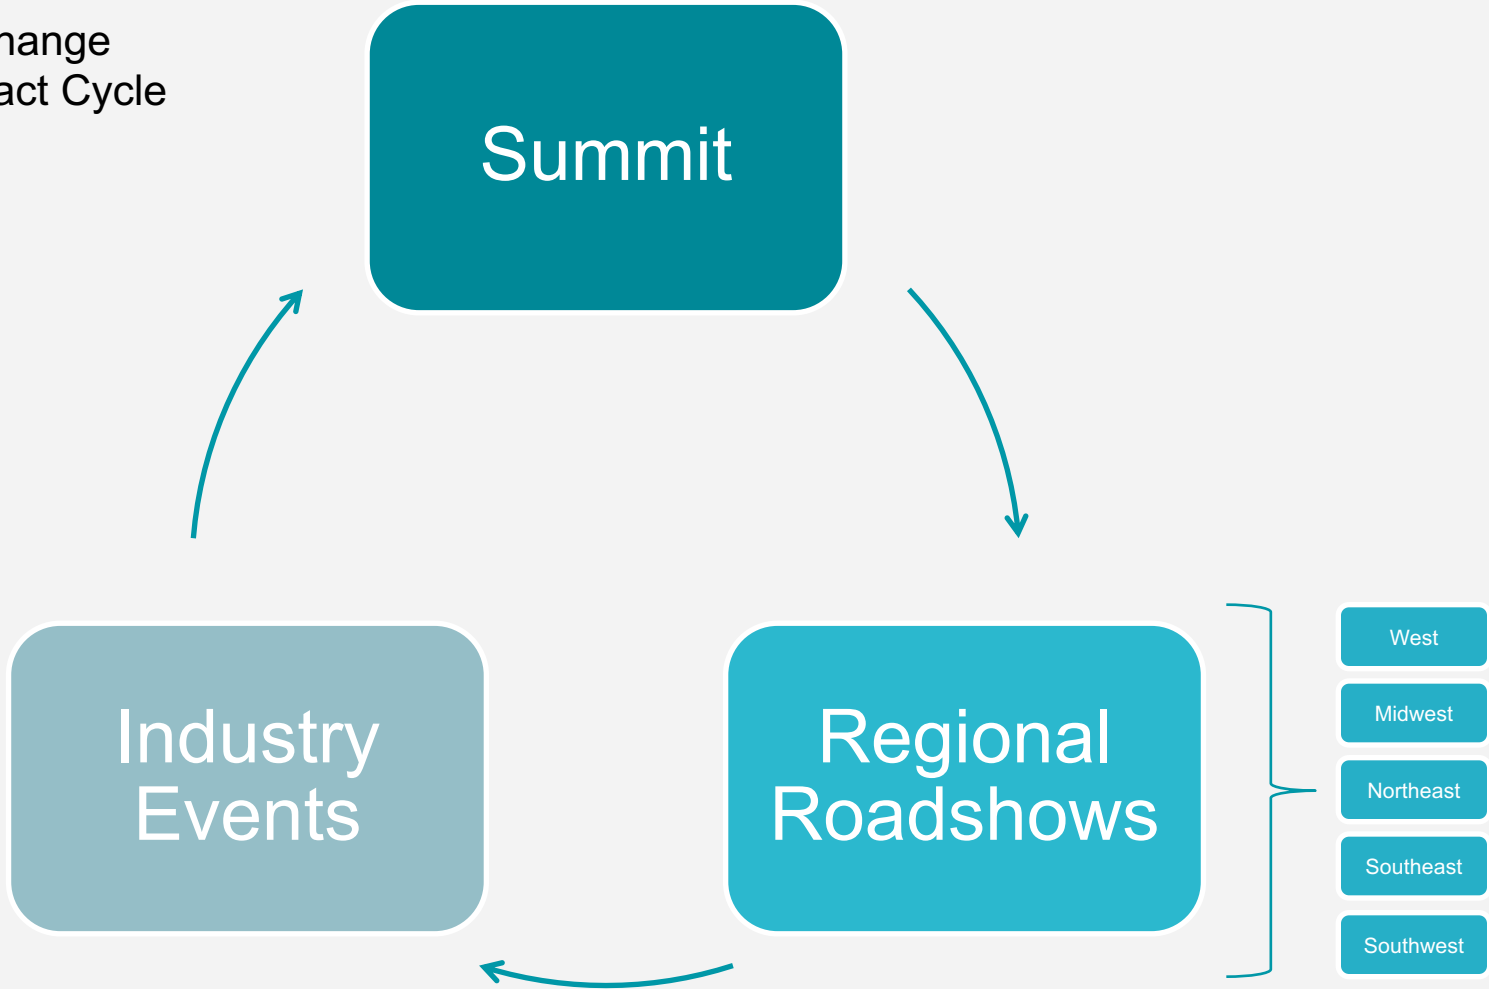 hange
act Cycle
Summit
Industry
Events
Regional
Roadshows
West
Midwest
Northeast
Southeast
Southwest